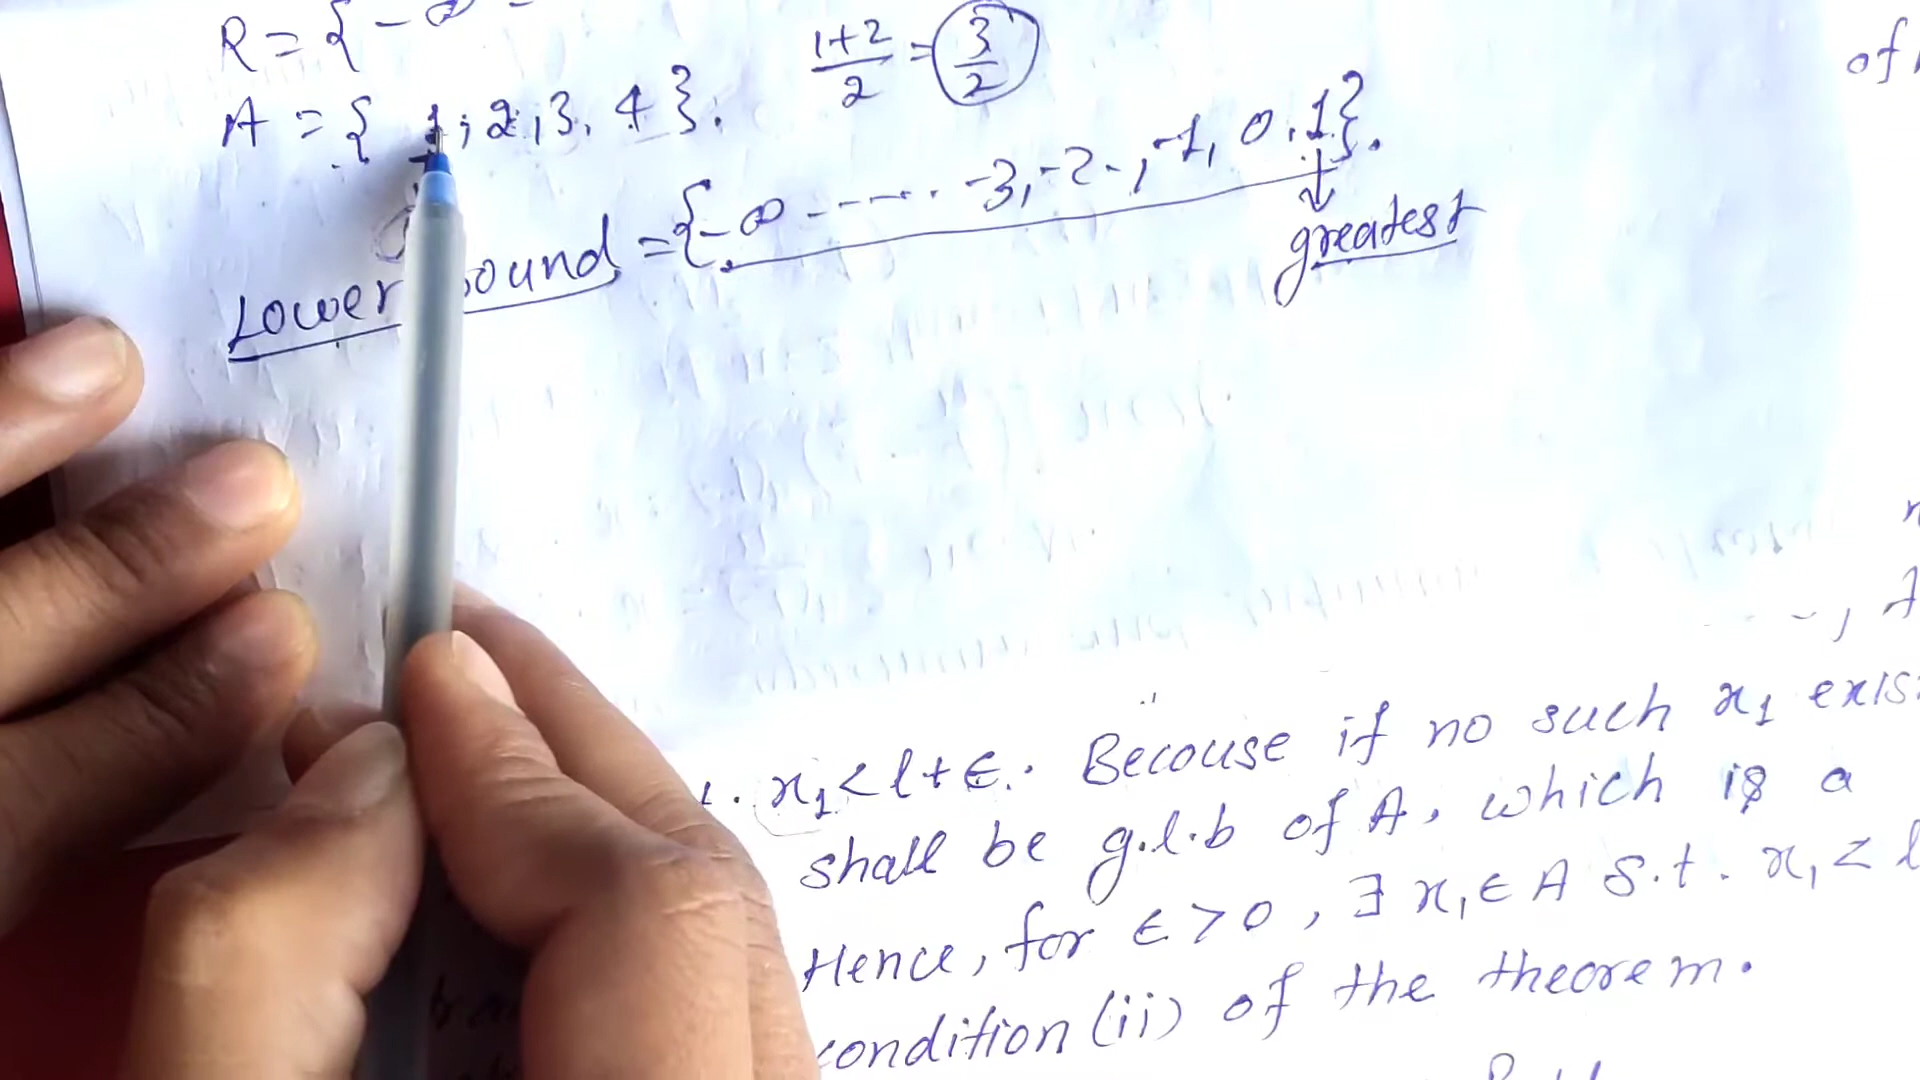 R = { - ∞ -
A = { 1, 2, 3, 4 }.
1+2/2 = 3/2
Lower ound = { - ∞ - - - - - . . -3, -2 - , -1, 0 . 1 }.
↓
greatest
of
x₁ < l + ϵ. Becouse if no such x₁ exis
shall be g.l.b of A, which is a
Hence, for ϵ > 0, ∃ x₁ ∈ A s.t. x₁ < l
condition (ii) of the theorem.